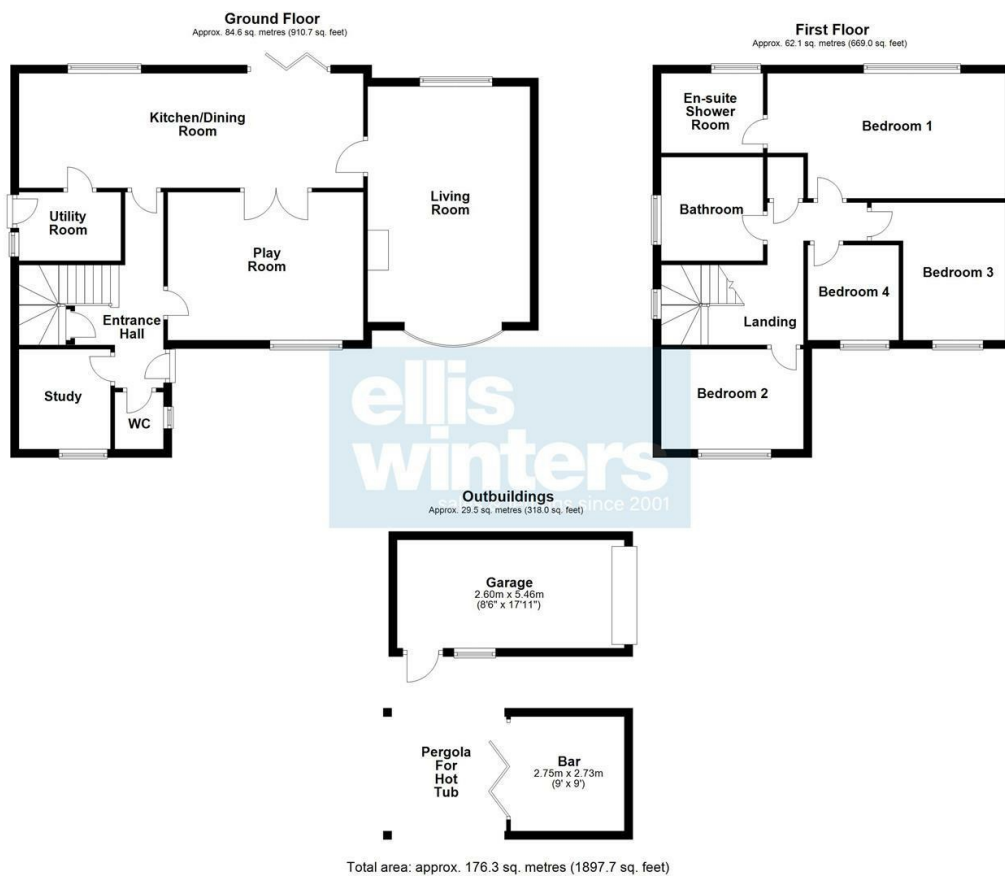 Ground Floor
Approx. 84.6 sq. metres (910.7 sq. feet)
Kitchen/Dining
Room
Utility
Room
Living
Room
Play
Room
Entrance
Hall
Study
WC
First Floor
Approx. 62.1 sq. metres (669.0 sq. feet)
En-suite
Shower
Room
Bedroom 1
Bathroom
Bedroom 3
Bedroom 4
Landing
Bedroom 2
ellis
winters
since 2001
Outbuildings
Approx. 29.5 sq. metres (318.0 sq. feet)
Garage
2.60m x 5.46m
(8'6" x 17'11")
Pergola
For
Hot
Tub
Bar
2.75m x 2.73m
(9' x 9')
Total area: approx. 176.3 sq. metres (1897.7 sq. feet)